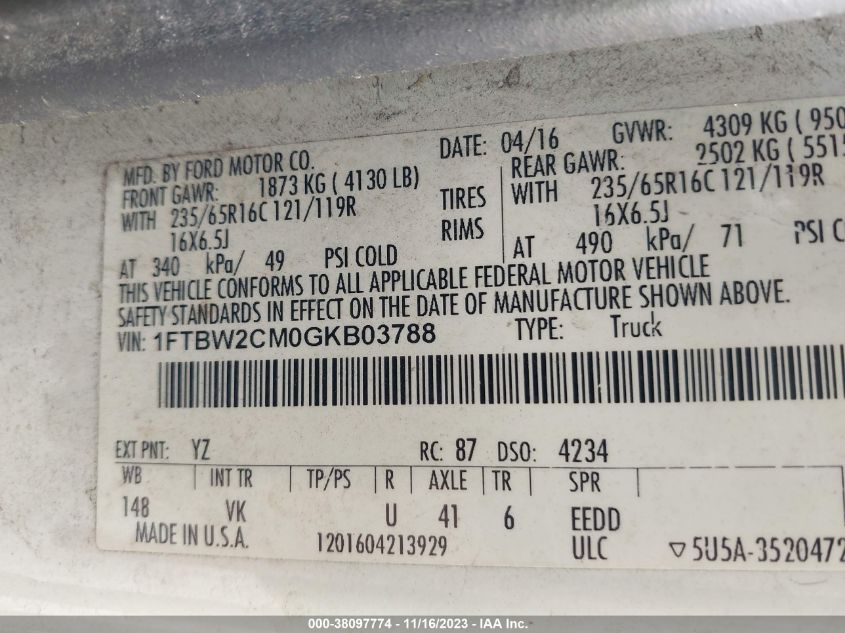 MFD. BY FORD MOTOR CO. DATE: 04/16 GVWR: 4309 KG ( 950
FRONT GAWR: 1873 KG ( 4130 LB) REAR GAWR: 2502 KG ( 5515
WITH 235/65R16C 121/119R TIRES WITH 235/65R16C 121/119R
16X6.5J RIMS 16X6.5J
AT 340 kPa/ 49 PSI COLD AT 490 kPa/ 71 PSI C
THIS VEHICLE CONFORMS TO ALL APPLICABLE FEDERAL MOTOR VEHICLE
SAFETY STANDARDS IN EFFECT ON THE DATE OF MANUFACTURE SHOWN ABOVE.
VIN: 1FTBW2CM0GKB03788 TYPE: Truck
EXT PNT: YZ RC: 87 DSO: 4234
WB INT TR TP/PS R AXLE TR SPR
148 VK U 41 6 EEDD
MADE IN U.S.A. 1201604213929 ULC ▽5U5A-3520472
000-38097774 - 11/16/2023 - IAA Inc.